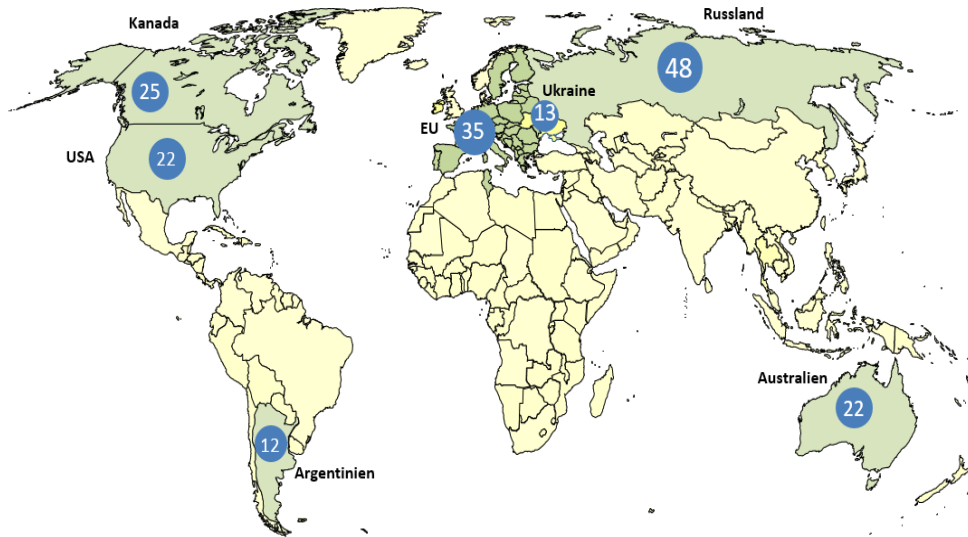 Kanada
Russland
25
48
Ukraine
13
EU
35
USA
22
Australien
22
12
Argentinien